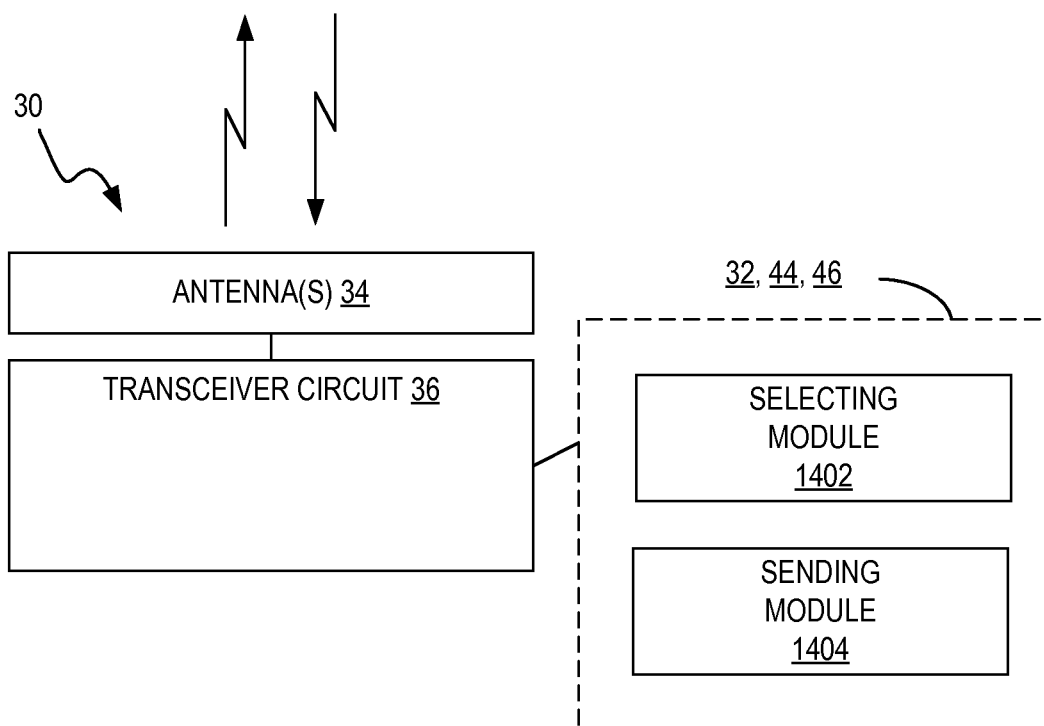 30
ANTENNA(S) 34
32, 44, 46
TRANSCEIVER CIRCUIT 36
SELECTING
MODULE
1402
SENDING
MODULE
1404